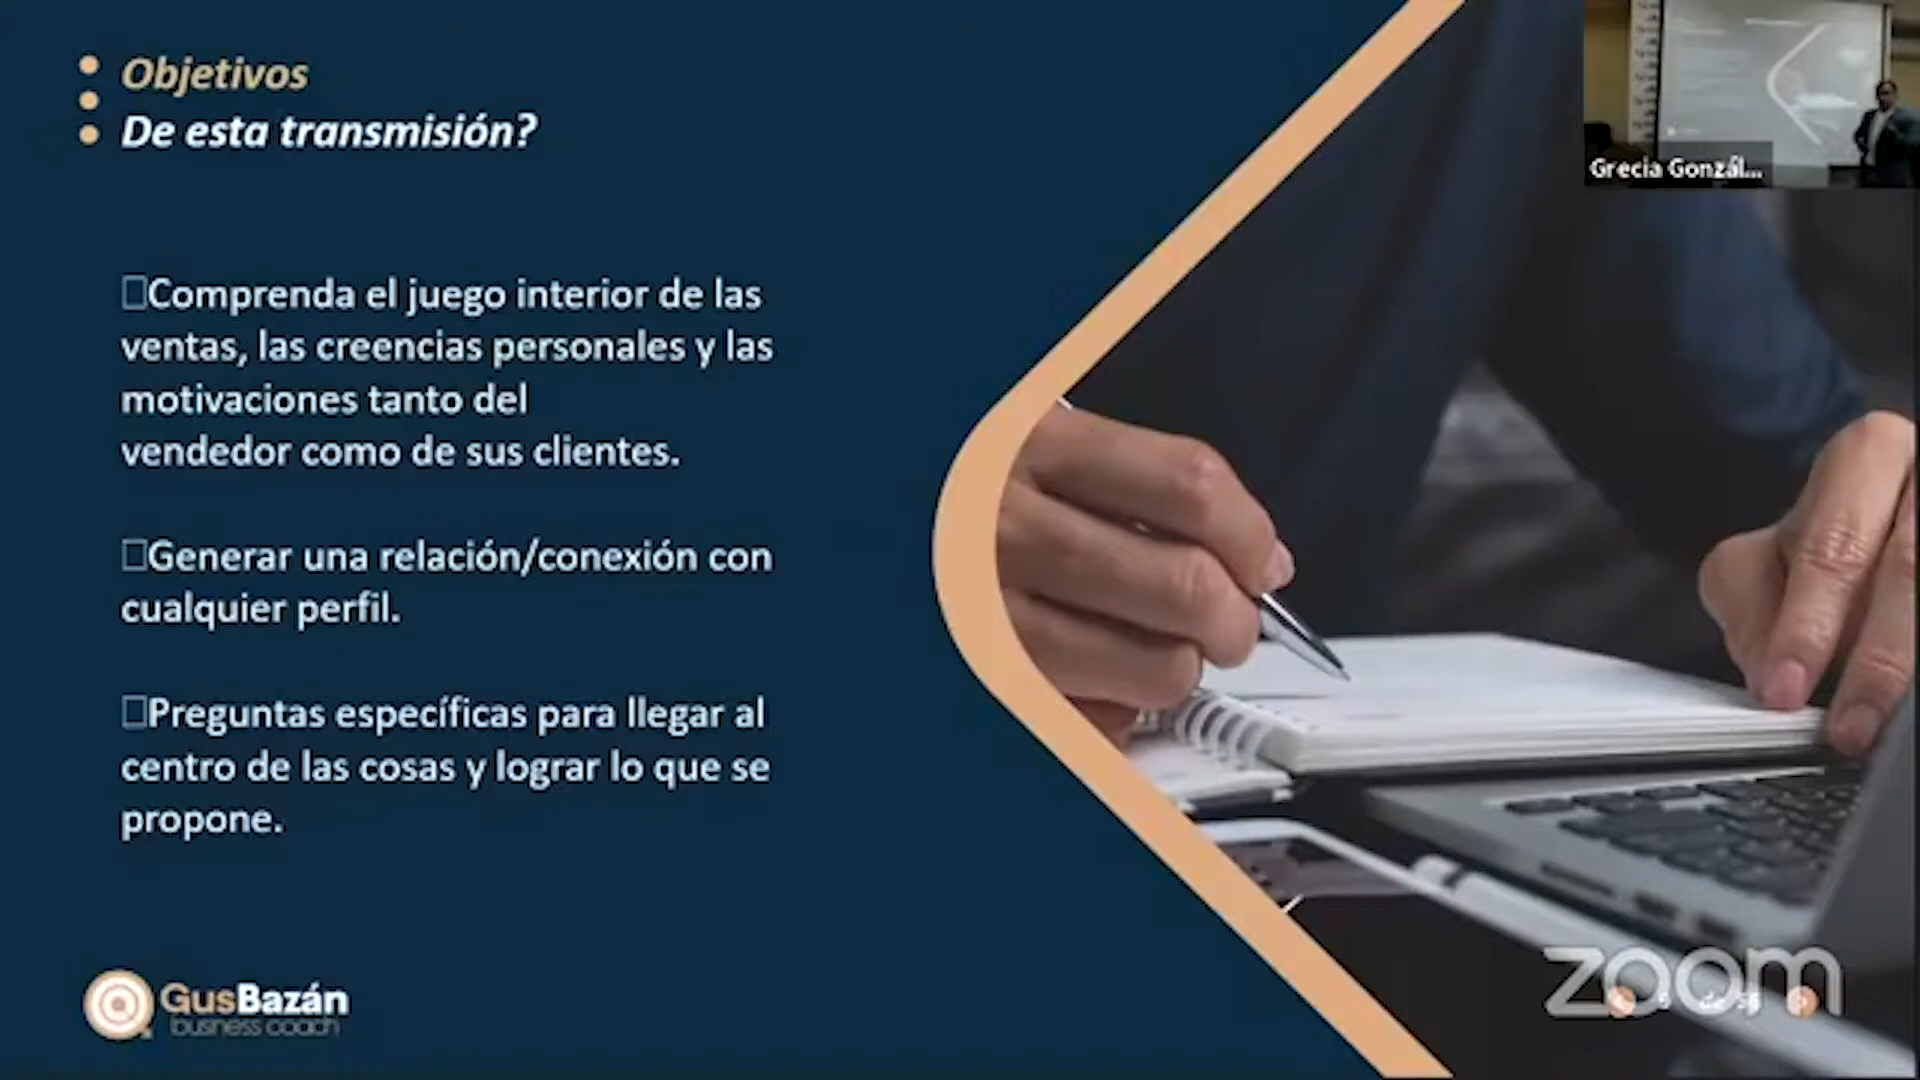 Objetivos
De esta transmisión?
Grecia Gonzál...
Comprenda el juego interior de las
ventas, las creencias personales y las
motivaciones tanto del
vendedor como de sus clientes.
Generar una relación/conexión con
cualquier perfil.
Preguntas específicas para llegar al
centro de las cosas y lograr lo que se
propone.
GusBazán
business coach
zoom